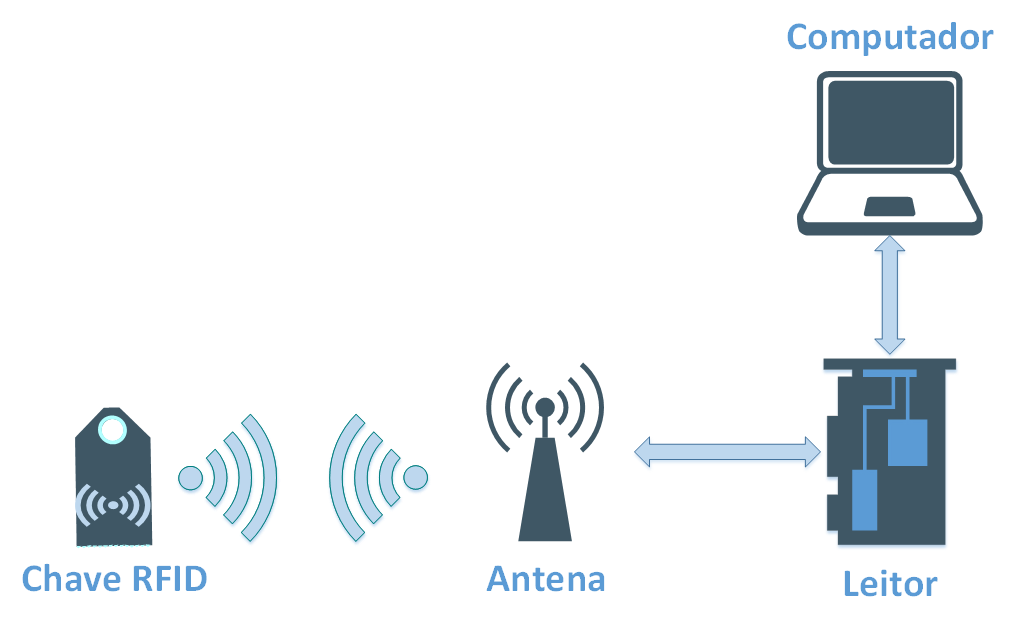 Computador
Chave RFID
Antena
Leitor